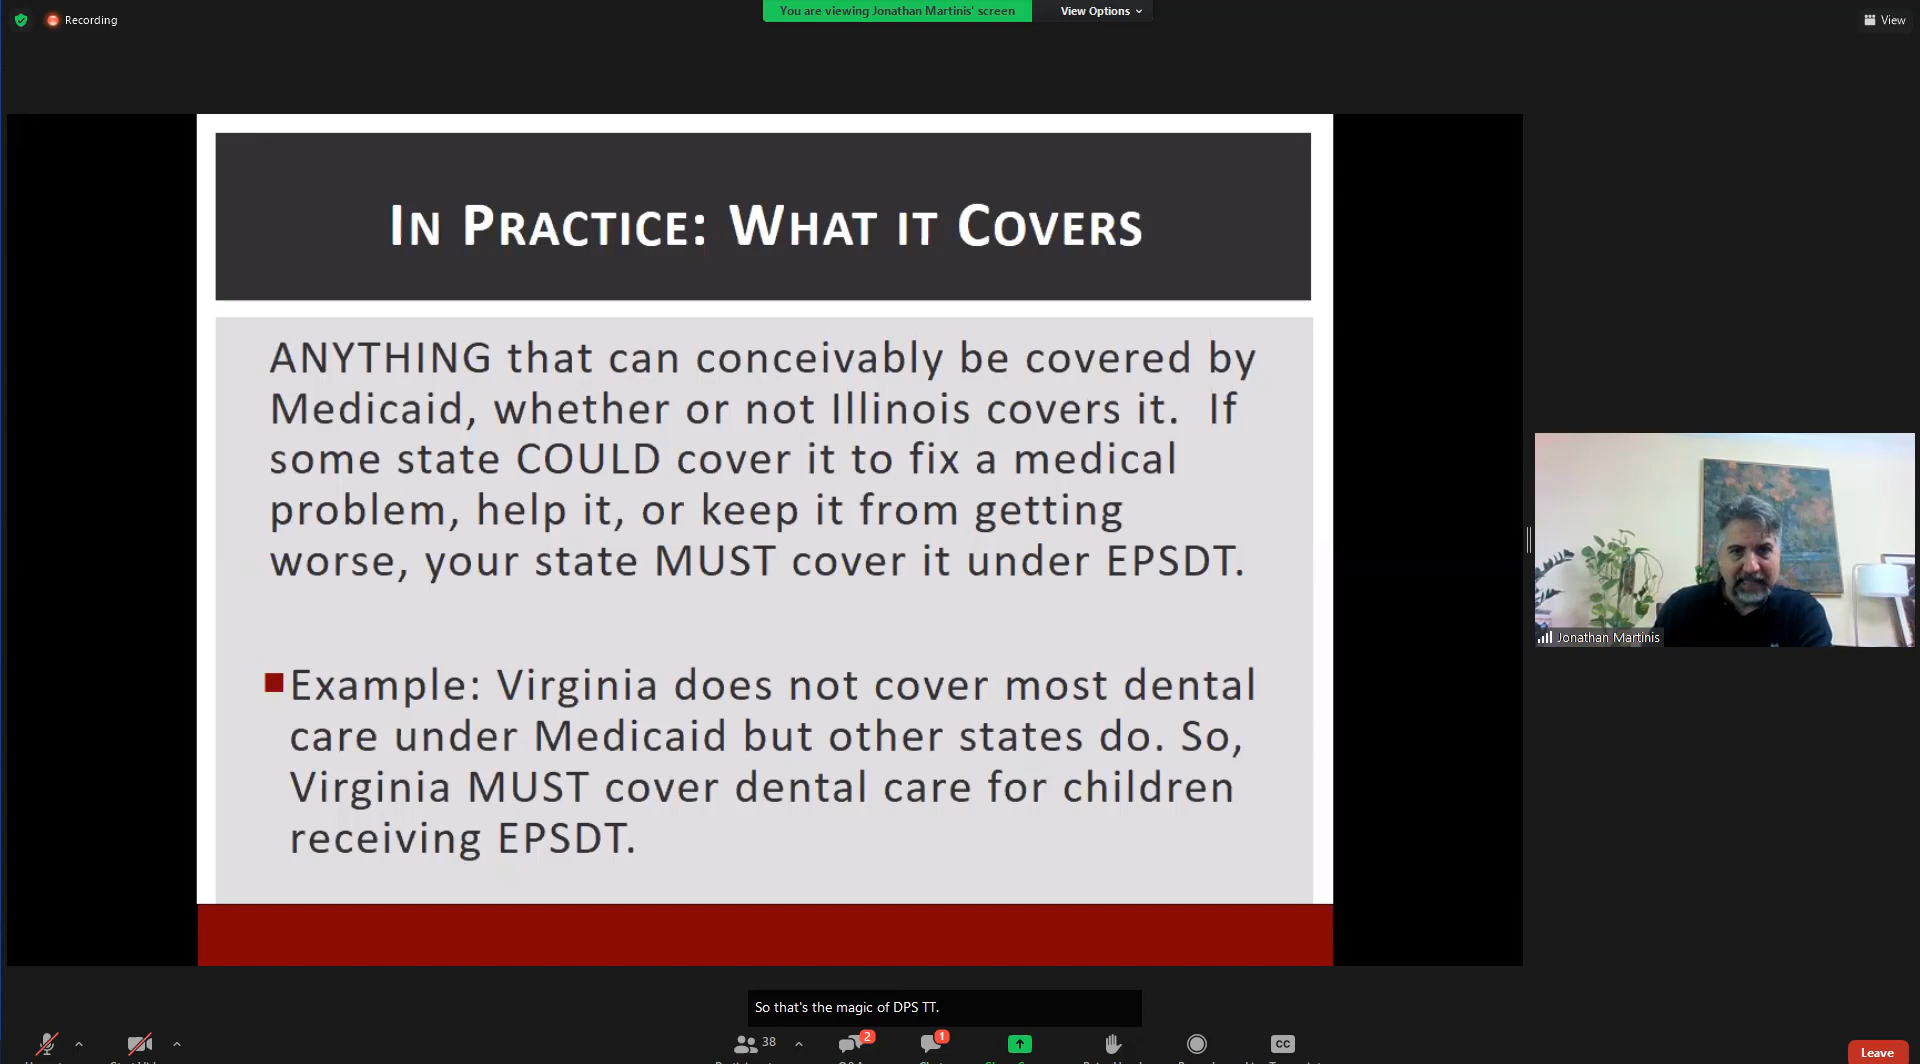 Recording
You are viewing Jonathan Martinis' screen
View Options
View
IN PRACTICE: WHAT IT COVERS
ANYTHING that can conceivably be covered by
Medicaid, whether or not Illinois covers it.  If
some state COULD cover it to fix a medical
problem, help it, or keep it from getting
worse, your state MUST cover it under EPSDT.
Example: Virginia does not cover most dental
care under Medicaid but other states do. So,
Virginia MUST cover dental care for children
receiving EPSDT.
Jonathan Martinis
So that's the magic of DPS TT.
38
2
1
CC
Leave